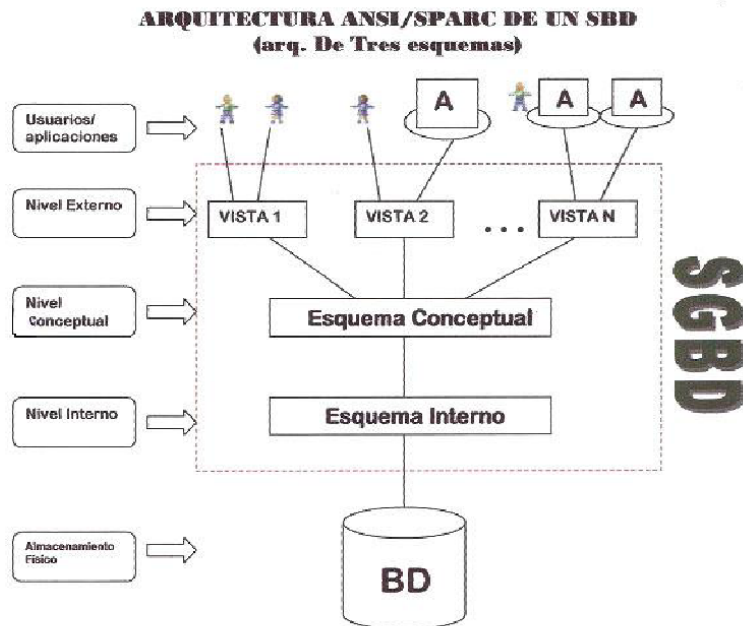 ARQUITECTURA ANSI/SPARC DE UN SBD
(arq. De Tres esquemas)
Usuarios/
aplicaciones
A
A
A
Nivel Externo
VISTA 1
VISTA 2
. . .
VISTA N
Nivel
Conceptual
Esquema Conceptual
SGBD
Nivel Interno
Esquema Interno
Almacenamiento
Físico
BD